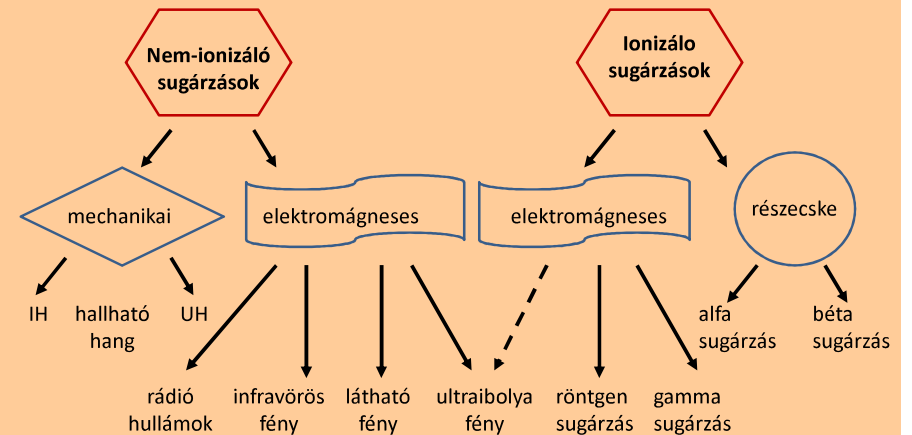 Nem-ionizáló
sugárzások
Ionizálo
sugárzások
mechanikai
elektromágneses
elektromágneses
részecske
IH
hallható
hang
UH
alfa
sugárzás
béta
sugárzás
rádió
hullámok
infravörös
fény
látható
fény
ultraibolya
fény
röntgen
sugárzás
gamma
sugárzás